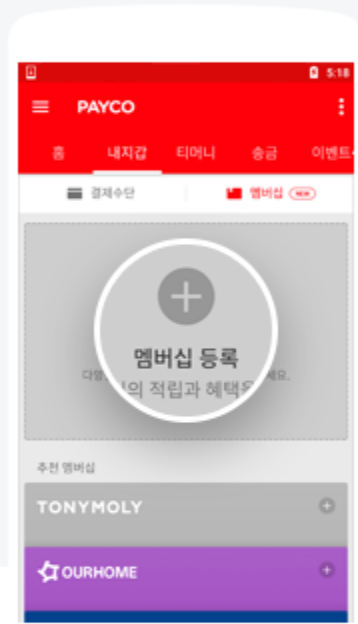 5:18
PAYCO
홈 내지갑 티머니 송금 이벤트
결제수단 멤버십 NEW
멤버십 등록
의 적립과 혜택
세요.
추천 멤버십
TONYMOLY
OURHOME